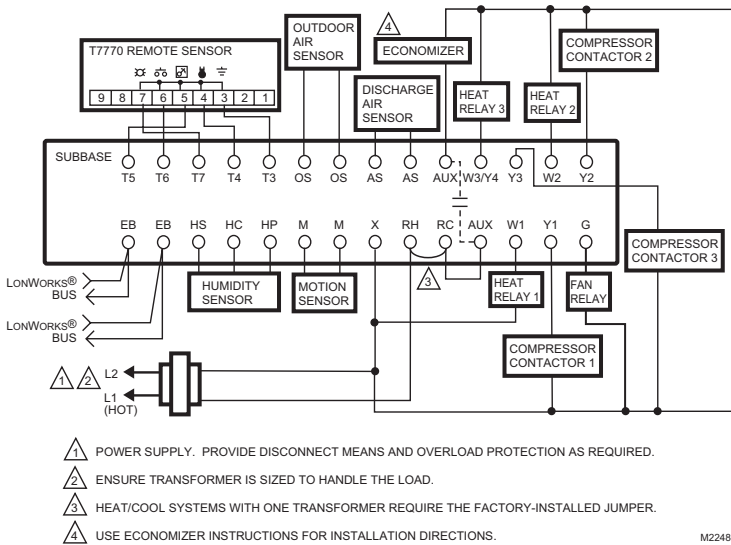 T7770 REMOTE SENSOR
9 8 7 6 5 4 3 2 1
OUTDOOR
AIR
SENSOR
4
ECONOMIZER
DISCHARGE
AIR
SENSOR
HEAT
RELAY 3
HEAT
RELAY 2
COMPRESSOR
CONTACTOR 2
SUBBASE
T5 T6 T7 T4 T3 OS OS AS AS AUX W3/Y4 Y3 W2 Y2
EB EB HS HC HP M M X RH RC AUX W1 Y1 G
LONWORKS®
BUS
LONWORKS®
BUS
HUMIDITY
SENSOR
MOTION
SENSOR
3
HEAT
RELAY 1
FAN
RELAY
COMPRESSOR
CONTACTOR 3
COMPRESSOR
CONTACTOR 1
1 2 L2
L1
(HOT)
1 POWER SUPPLY. PROVIDE DISCONNECT MEANS AND OVERLOAD PROTECTION AS REQUIRED.
2 ENSURE TRANSFORMER IS SIZED TO HANDLE THE LOAD.
3 HEAT/COOL SYSTEMS WITH ONE TRANSFORMER REQUIRE THE FACTORY-INSTALLED JUMPER.
4 USE ECONOMIZER INSTRUCTIONS FOR INSTALLATION DIRECTIONS.
M2248